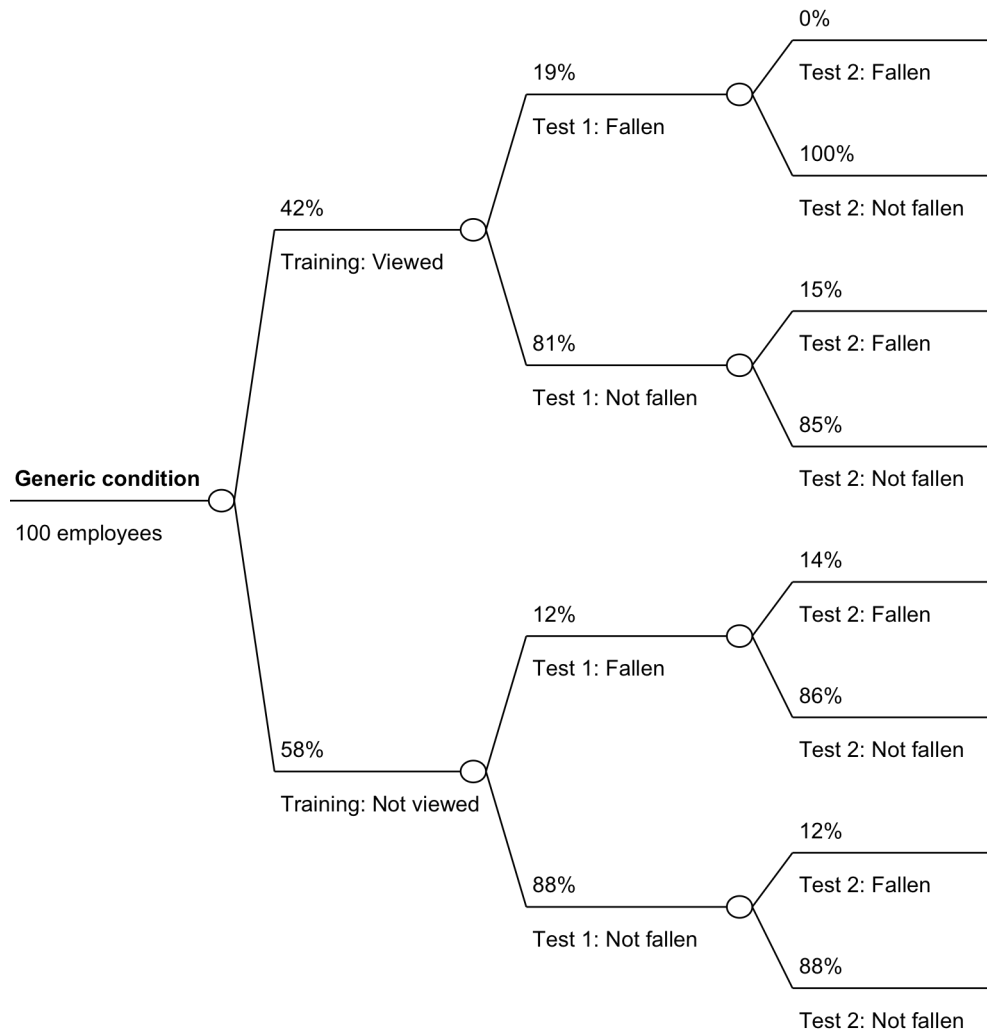 0%
Test 2: Fallen
19%
Test 1: Fallen
100%
Test 2: Not fallen
42%
Training: Viewed
15%
Test 2: Fallen
81%
Test 1: Not fallen
85%
Test 2: Not fallen
Generic condition
100 employees
14%
Test 2: Fallen
12%
Test 1: Fallen
86%
Test 2: Not fallen
58%
Training: Not viewed
12%
Test 2: Fallen
88%
Test 1: Not fallen
88%
Test 2: Not fallen